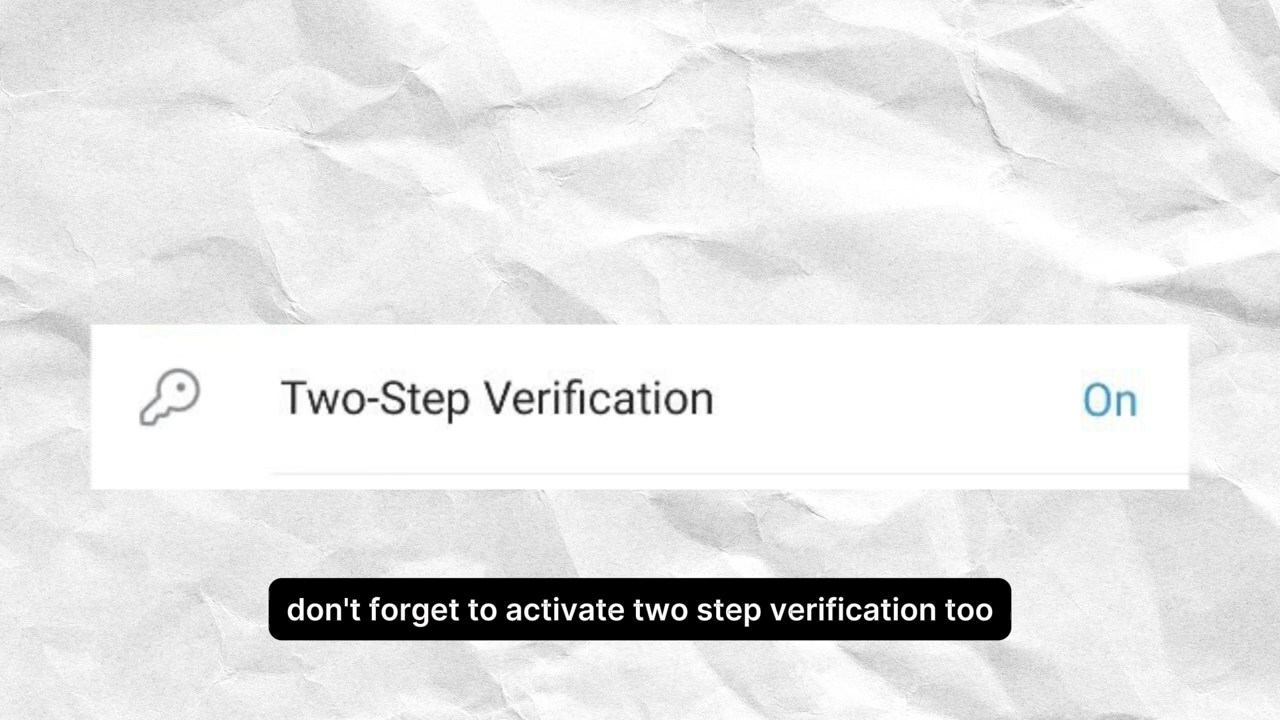 Two-Step Verification On
don't forget to activate two step verification too